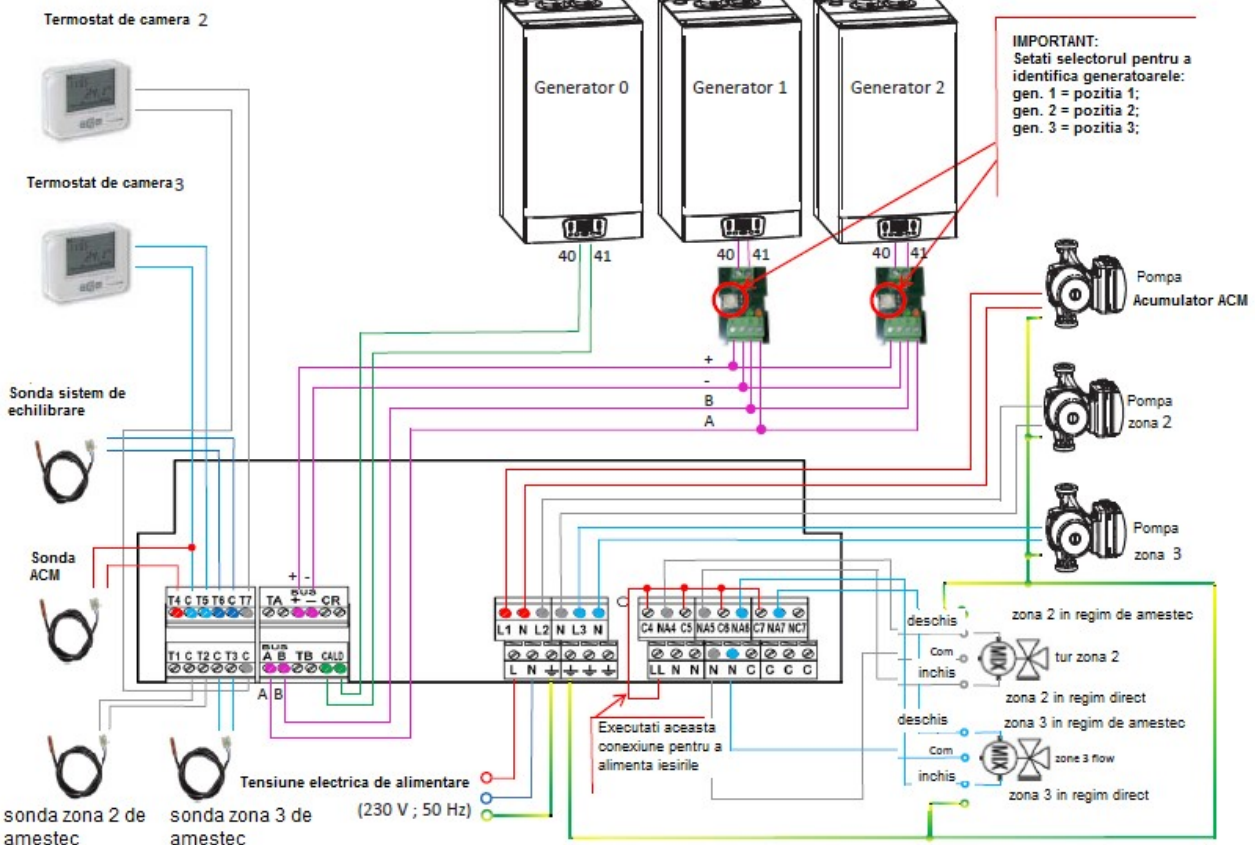 Termostat de camera 2
Termostat de camera 3
Generator 0
Generator 1
Generator 2
IMPORTANT:
Setati selectorul pentru a
identifica generatoarele:
gen. 1 = pozitia 1;
gen. 2 = pozitia 2;
gen. 3 = pozitia 3;
40 41
40 41
40 41
Pompa
Acumulator ACM
Pompa
zona 2
Pompa
zona 3
+
-
B
A
Sonda sistem de
echilibrare
Sonda
ACM
+ -
T4 C T5 T6 C T7
BUS
TA + - CR
T1 C T2 C T3 C
BUS
A B TB CALD
A B
L1 N L2 N L3 N
L N
C4 NA4 C5 NA5 C6 NA6 C7 NA7 NC7
LL N N N N C C C C
deschis
Com
inchis
MIX
zona 2 in regim de amestec
tur zona 2
zona 2 in regim direct
deschis
Com
inchis
MIX
zona 3 in regim de amestec
zone 3 flow
zona 3 in regim direct
Executati aceasta
conexiune pentru a
alimenta iesirile
Tensiune electrica de alimentare
(230 V ; 50 Hz)
sonda zona 2 de
amestec
sonda zona 3 de
amestec